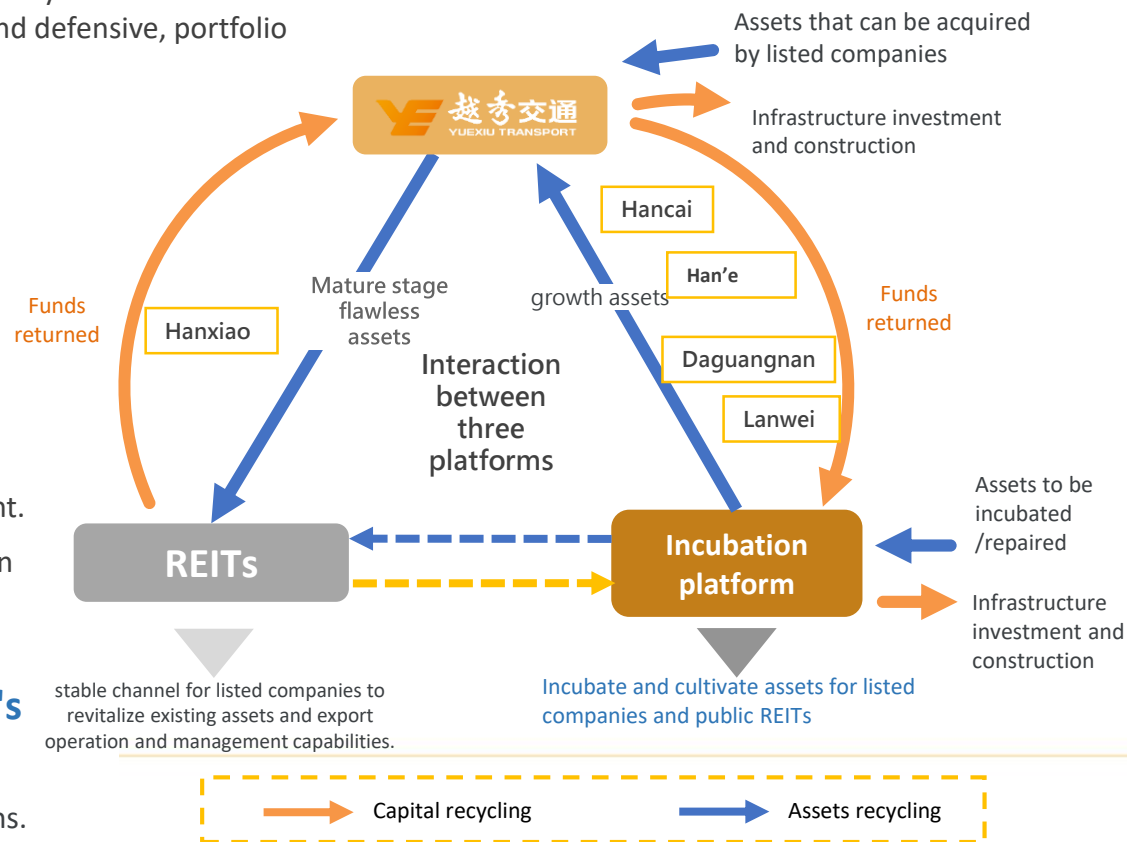 nd defensive, portfolio
Assets that can be acquired
by listed companies
YE 越秀交通
YUEXIU TRANSPORT
Infrastructure investment
and construction
Hancai
Han'e
Mature stage
flawless
assets
growth assets
Funds
returned
Funds
returned
Hanxiao
Daguangnan
Interaction
between
three
platforms
Lanwei
nt.
n
REITs
Incubation
platform
Assets to be
incubated
/repaired
Infrastructure
investment and
construction
's
stable channel for listed companies to
revitalize existing assets and export
operation and management capabilities.
Incubate and cultivate assets for listed
companies and public REITs
ns.
Capital recycling
Assets recycling